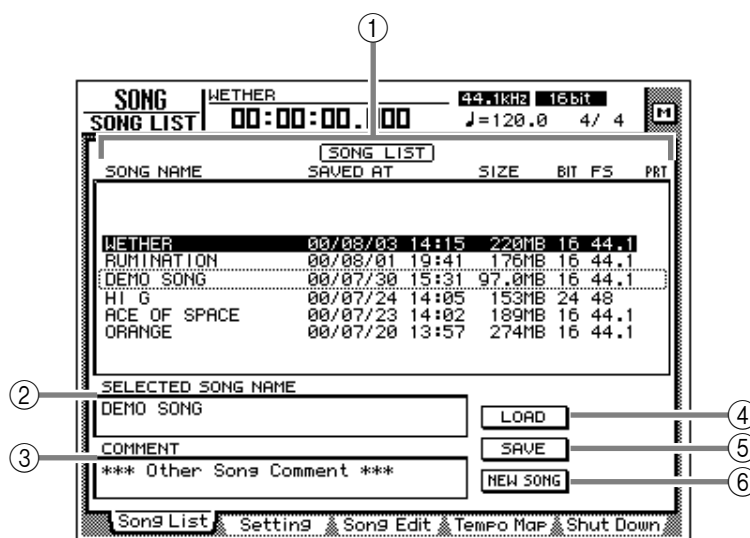 ①
SONG WETHER 44.1kHz 16bit
SONG LIST 00:00:00.000 ♩=120.0 4/ 4 M
SONG LIST
SONG NAME SAVED AT SIZE BIT FS PRT
WETHER 00/08/03 14:15 220MB 16 44.1
RUMINATION 00/08/01 19:41 176MB 16 44.1
DEMO SONG 00/07/30 15:31 97.0MB 16 44.1
HI G 00/07/24 14:05 153MB 24 48
ACE OF SPACE 00/07/23 14:02 189MB 16 44.1
ORANGE 00/07/20 13:57 274MB 16 44.1
② SELECTED SONG NAME
DEMO SONG LOAD ④
③ COMMENT SAVE ⑤
*** Other Song Comment *** NEW SONG ⑥
Song List Setting Song Edit Tempo Map Shut Down